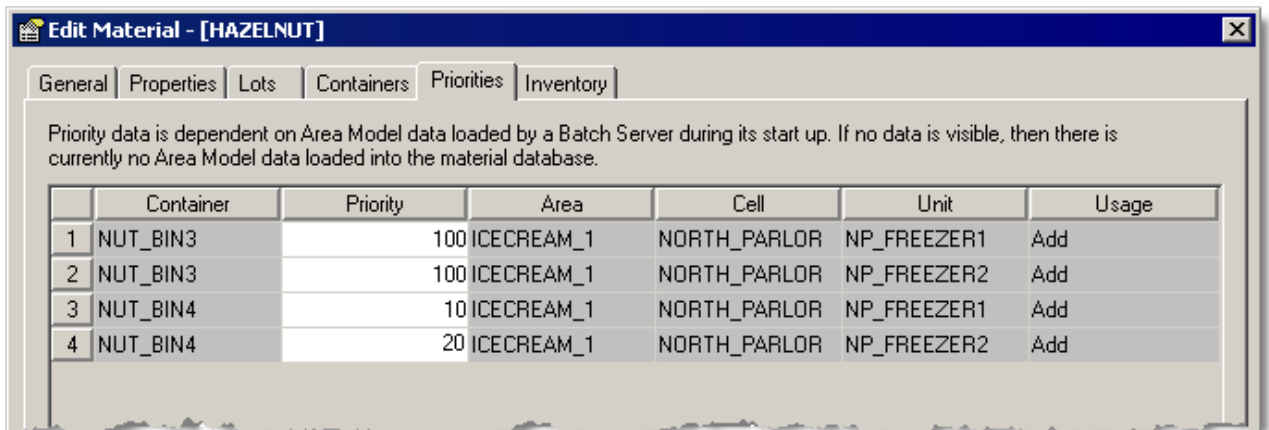 Edit Material - [HAZELNUT]
General Properties Lots Containers Priorities Inventory
Priority data is dependent on Area Model data loaded by a Batch Server during its start up. If no data is visible, then there is
currently no Area Model data loaded into the material database.
Container Priority Area Cell Unit Usage
1 NUT_BIN3 100 ICECREAM_1 NORTH_PARLOR NP_FREEZER1 Add
2 NUT_BIN3 100 ICECREAM_1 NORTH_PARLOR NP_FREEZER2 Add
3 NUT_BIN4 10 ICECREAM_1 NORTH_PARLOR NP_FREEZER1 Add
4 NUT_BIN4 20 ICECREAM_1 NORTH_PARLOR NP_FREEZER2 Add